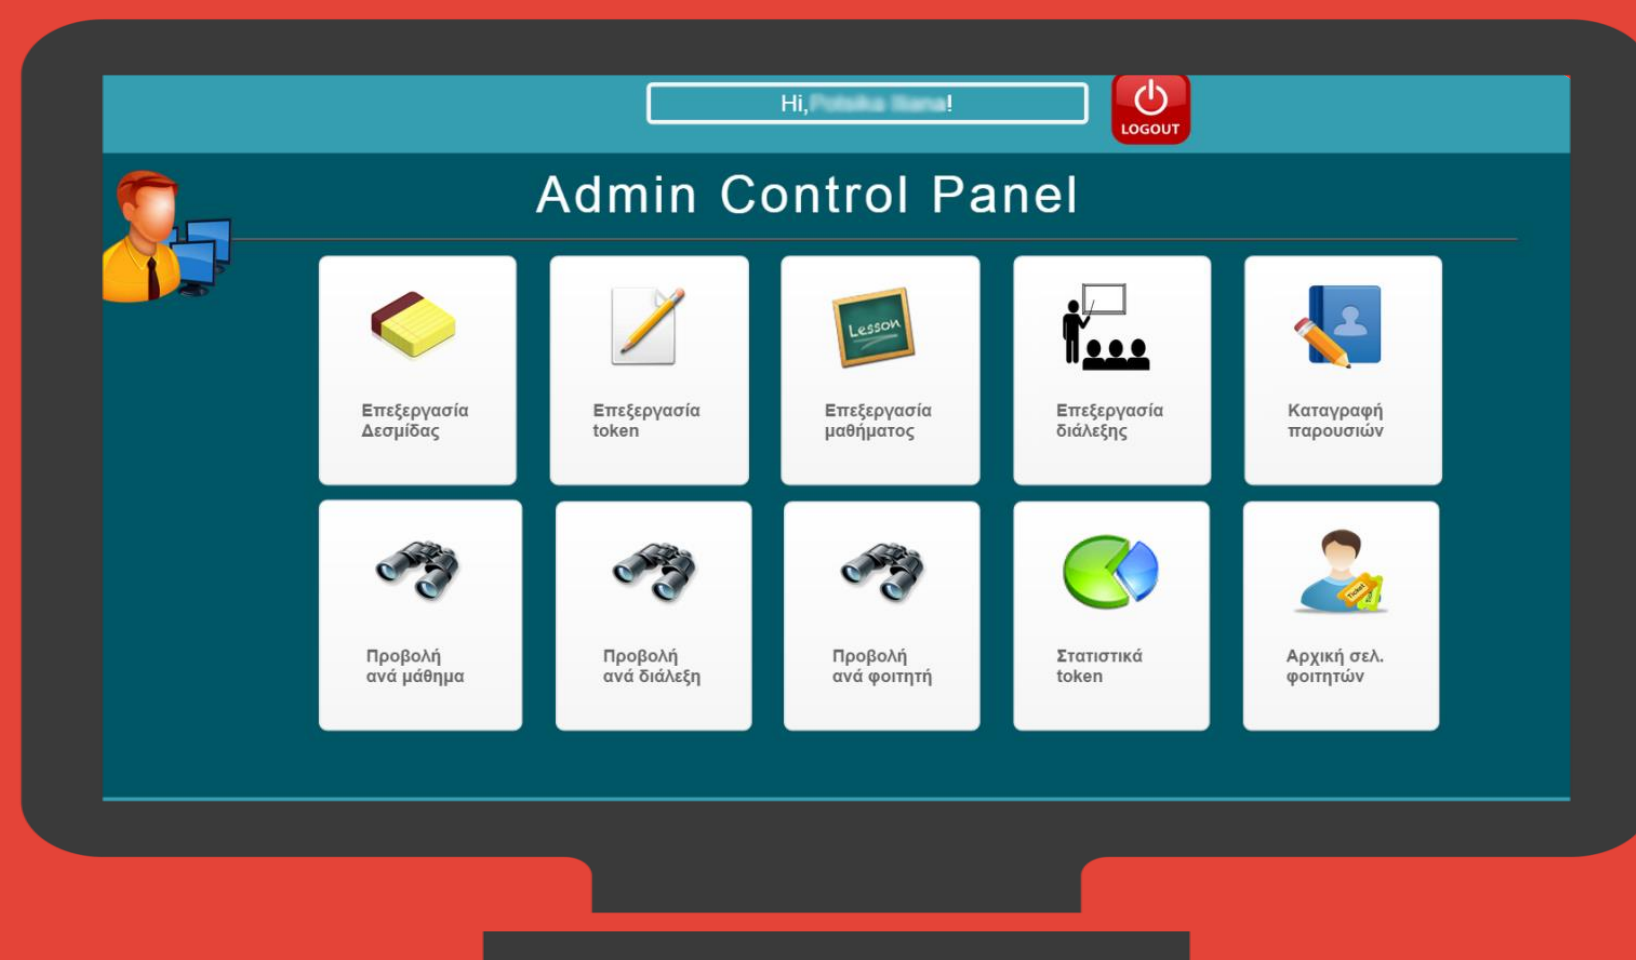 Hi, !
LOGOUT
Admin Control Panel
Lesson
Επεξεργασία
Δεσμίδας
Επεξεργασία
token
Επεξεργασία
μαθήματος
Επεξεργασία
διάλεξης
Καταγραφή
παρουσιών
Προβολή
ανά μάθημα
Προβολή
ανά διάλεξη
Προβολή
ανά φοιτητή
Στατιστικά
token
Ticket
Αρχική σελ.
φοιτητών